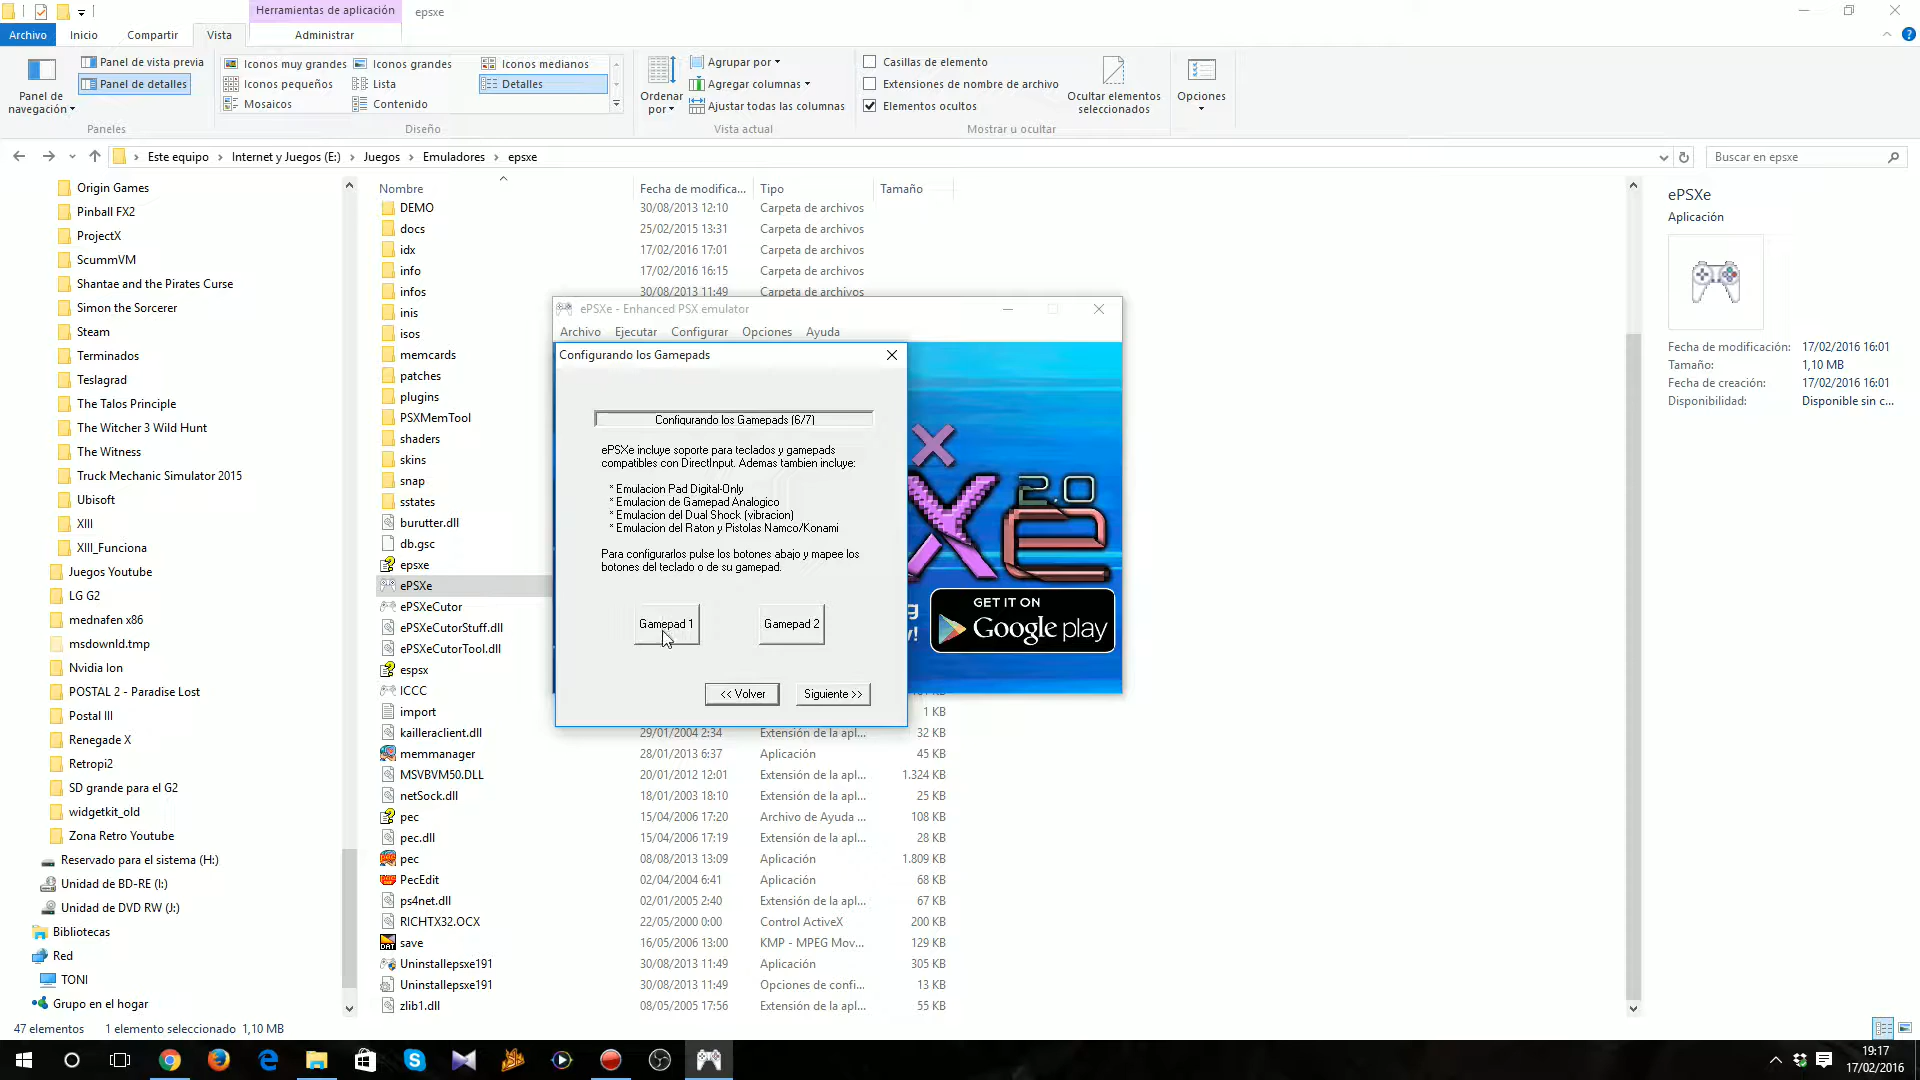 Herramientas de aplicación
epsxe
Archivo
Inicio
Compartir
Vista
Administrar
Panel de navegación
Panel de vista previa
Panel de detalles
Paneles
Iconos muy grandes
Iconos grandes
Iconos medianos
Iconos pequeños
Lista
Detalles
Mosaicos
Contenido
Diseño
Ordenar por
Agrupar por
Agregar columnas
Ajustar todas las columnas
Vista actual
Casillas de elemento
Extensiones de nombre de archivo
Elementos ocultos
Ocultar elementos seleccionados
Mostrar u ocultar
Opciones
Este equipo > Internet y Juegos (E:) > Juegos > Emuladores > epsxe
Buscar en epsxe
Origin Games
Pinball FX2
ProjectX
ScummVM
Shantae and the Pirates Curse
Simon the Sorcerer
Steam
Terminados
Teslagrad
The Talos Principle
The Witcher 3 Wild Hunt
The Witness
Truck Mechanic Simulator 2015
Ubisoft
XIII
XIII_Funciona
Juegos Youtube
LG G2
mednafen x86
msdownld.tmp
Nvidia Ion
POSTAL 2 - Paradise Lost
Postal III
Renegade X
Retropi2
SD grande para el G2
widgetkit_old
Zona Retro Youtube
Reservado para el sistema (H:)
Unidad de BD-RE (I:)
Unidad de DVD RW (J:)
Bibliotecas
Red
TONI
Grupo en el hogar
Nombre Fecha de modifica... Tipo Tamaño
DEMO 30/08/2013 12:10 Carpeta de archivos
docs 25/02/2015 13:31 Carpeta de archivos
idx 17/02/2016 17:01 Carpeta de archivos
info 17/02/2016 16:15 Carpeta de archivos
infos 30/08/2013 11:49 Carpeta de archivos
inis
isos
memcards
patches
plugins
PSXMemTool
shaders
skins
snap
sstates
burutter.dll
db.gsc
epsxe
ePSXe
ePSXeCutor
ePSXeCutorStuff.dll
ePSXeCutorTool.dll
espsx
ICCC
import 1 KB
kailleraclient.dll 29/01/2004 2:34 Extensión de la apl... 32 KB
memmanager 28/01/2013 6:37 Aplicación 45 KB
MSVBVM50.DLL 20/01/2012 12:01 Extensión de la apl... 1.324 KB
netSock.dll 18/01/2003 18:10 Extensión de la apl... 25 KB
pec 15/04/2006 17:20 Archivo de Ayuda ... 108 KB
pec.dll 15/04/2006 17:19 Extensión de la apl... 28 KB
pec 08/08/2013 13:09 Aplicación 1.809 KB
PecEdit 02/04/2004 6:41 Aplicación 68 KB
ps4net.dll 02/01/2005 2:40 Extensión de la apl... 67 KB
RICHTX32.OCX 22/05/2000 0:00 Control ActiveX 200 KB
save 16/05/2006 13:00 KMP - MPEG Mov... 129 KB
Uninstallepsxe191 30/08/2013 11:49 Aplicación 305 KB
Uninstallepsxe191 30/08/2013 11:49 Opciones de confi... 13 KB
zlib1.dll 08/05/2005 17:56 Extensión de la apl... 55 KB
ePSXe - Enhanced PSX emulator
Archivo Ejecutar Configurar Opciones Ayuda
Configurando los Gamepads
Configurando los Gamepads (6/7)
ePSXe incluye soporte para teclados y gamepads
compatibles con DirectInput. Ademas tambien incluye:
* Emulacion Pad Digital-Only
* Emulacion de Gamepad Analogico
* Emulacion del Dual Shock (vibracion)
* Emulacion del Raton y Pistolas Namco/Konami
Para configurarlos pulse los botones abajo y mapee los
botones del teclado o de su gamepad.
Gamepad 1
Gamepad 2
<< Volver
Siguiente >>
2.0
Xe
GET IT ON
Google play
ePSXe
Aplicación
Fecha de modificación: 17/02/2016 16:01
Tamaño: 1,10 MB
Fecha de creación: 17/02/2016 16:01
Disponibilidad: Disponible sin c...
47 elementos 1 elemento seleccionado 1,10 MB
19:17
17/02/2016